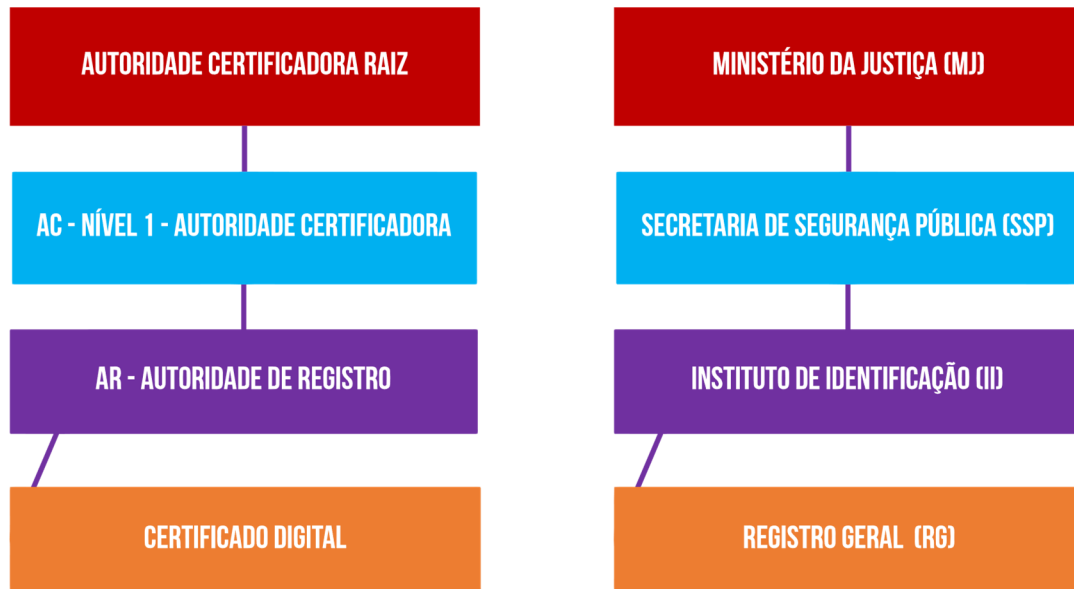 AUTORIDADE CERTIFICADORA RAIZ
MINISTÉRIO DA JUSTIÇA (MJ)
AC - NÍVEL 1 - AUTORIDADE CERTIFICADORA
SECRETARIA DE SEGURANÇA PÚBLICA (SSP)
AR - AUTORIDADE DE REGISTRO
INSTITUTO DE IDENTIFICAÇÃO (II)
CERTIFICADO DIGITAL
REGISTRO GERAL (RG)